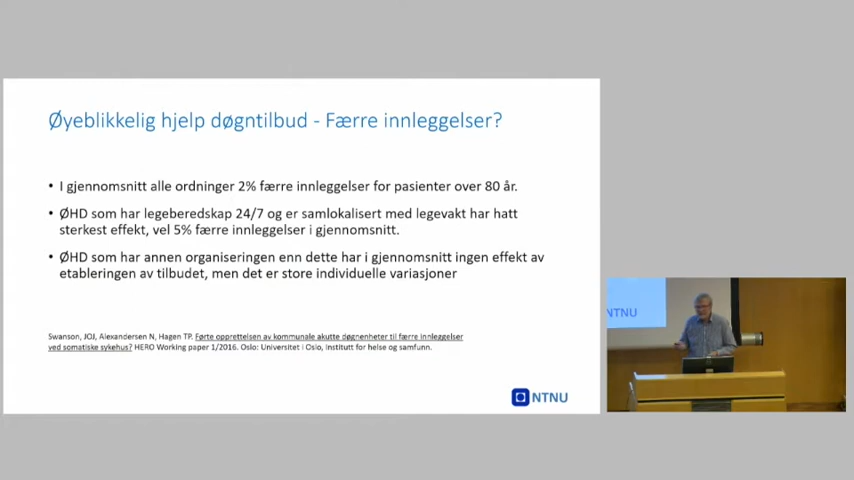 Øyeblikkelig hjelp døgntilbud - Færre innleggelser?
• I gjennomsnitt alle ordninger 2% færre innleggelser for pasienter over 80 år.
• ØHD som har legeberedskap 24/7 og er samlokalisert med legevakt har hatt
sterkest effekt, vel 5% færre innleggelser i gjennomsnitt.
• ØHD som har annen organiseringen enn dette har i gjennomsnitt ingen effekt av
etableringen av tilbudet, men det er store individuelle variasjoner
Swanson, JOJ, Alexandersen N, Hagen TP. Førte opprettelsen av kommunale akutte døgnenheter til færre innleggelser
ved somatiske sykehus? HERO Working paper 1/2016. Oslo: Universitet i Oslo, Institutt for helse og samfunn.
NTNU
NTNU